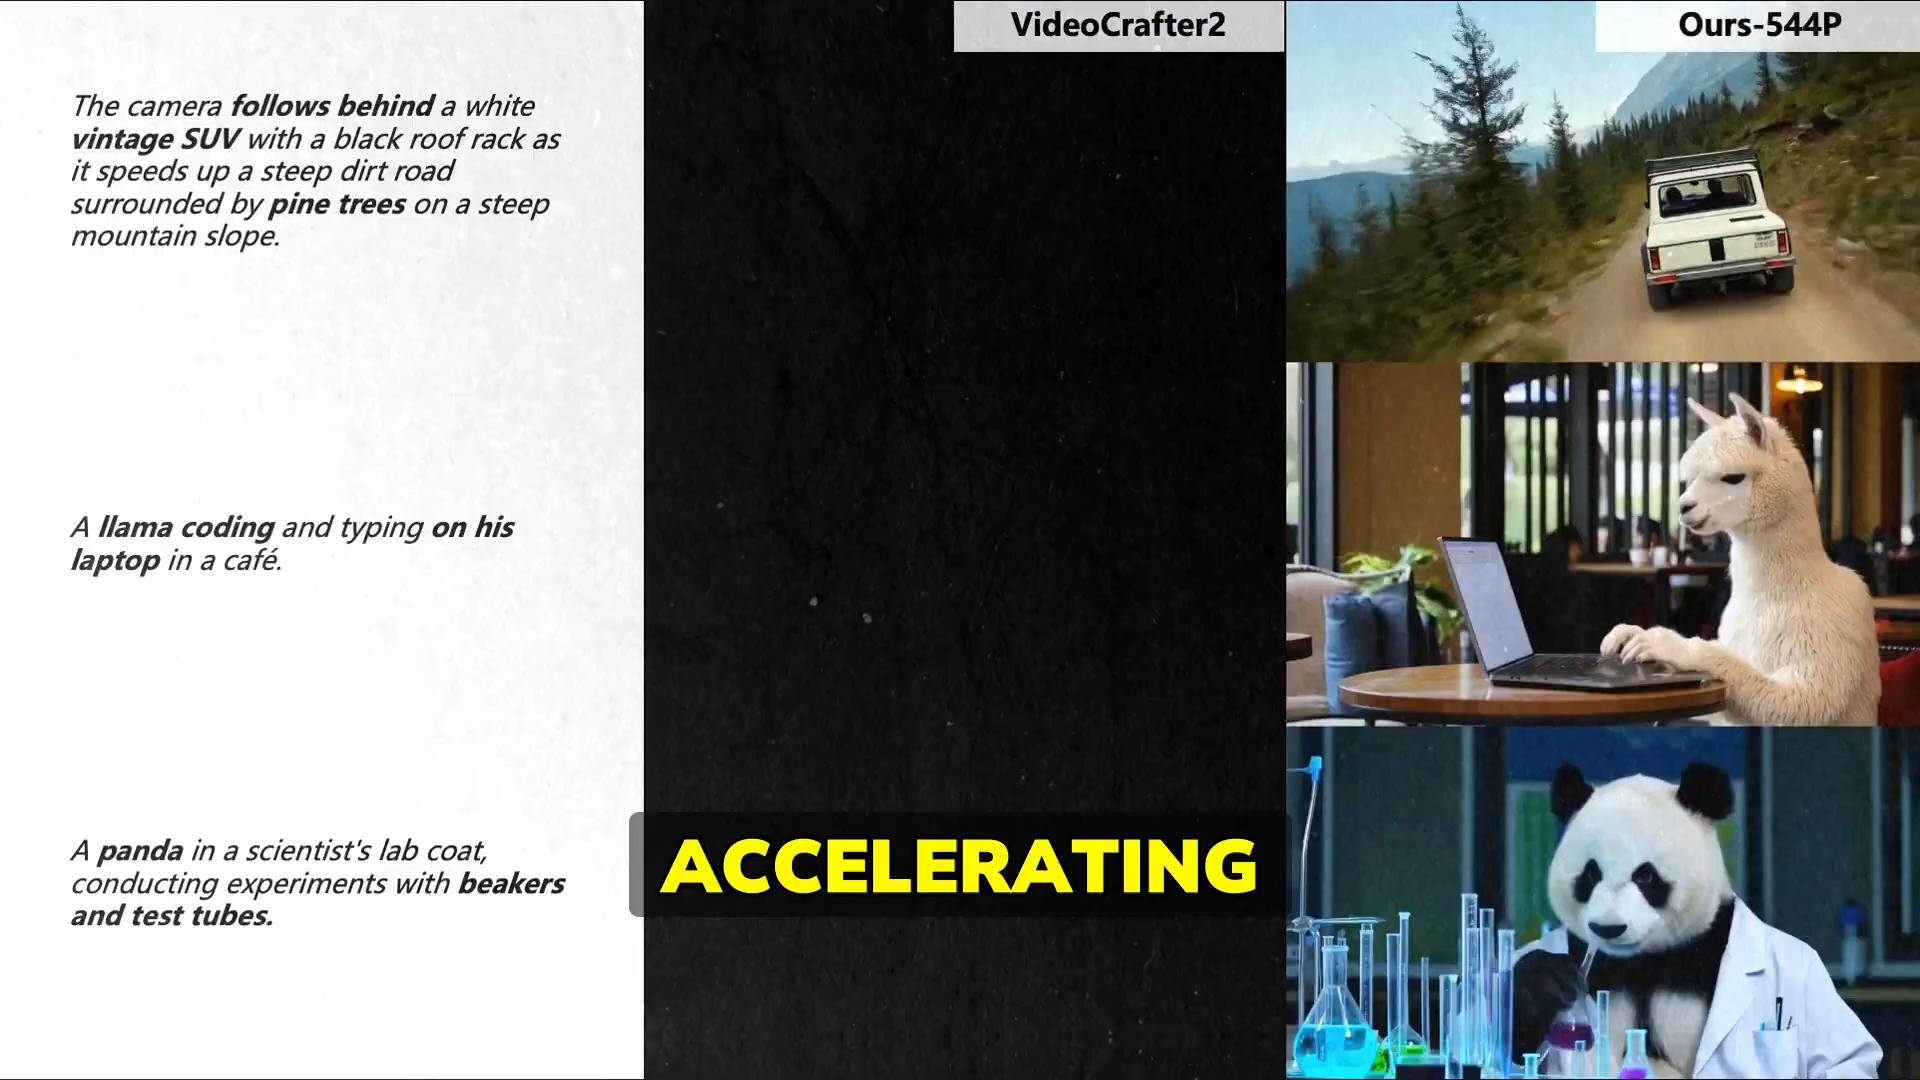 The camera follows behind a white
vintage SUV with a black roof rack as
it speeds up a steep dirt road
surrounded by pine trees on a steep
mountain slope.
A llama coding and typing on his
laptop in a café.
A panda in a scientist's lab coat,
conducting experiments with beakers
and test tubes.
VideoCrafter2
ACCELERATING
Ours-544P